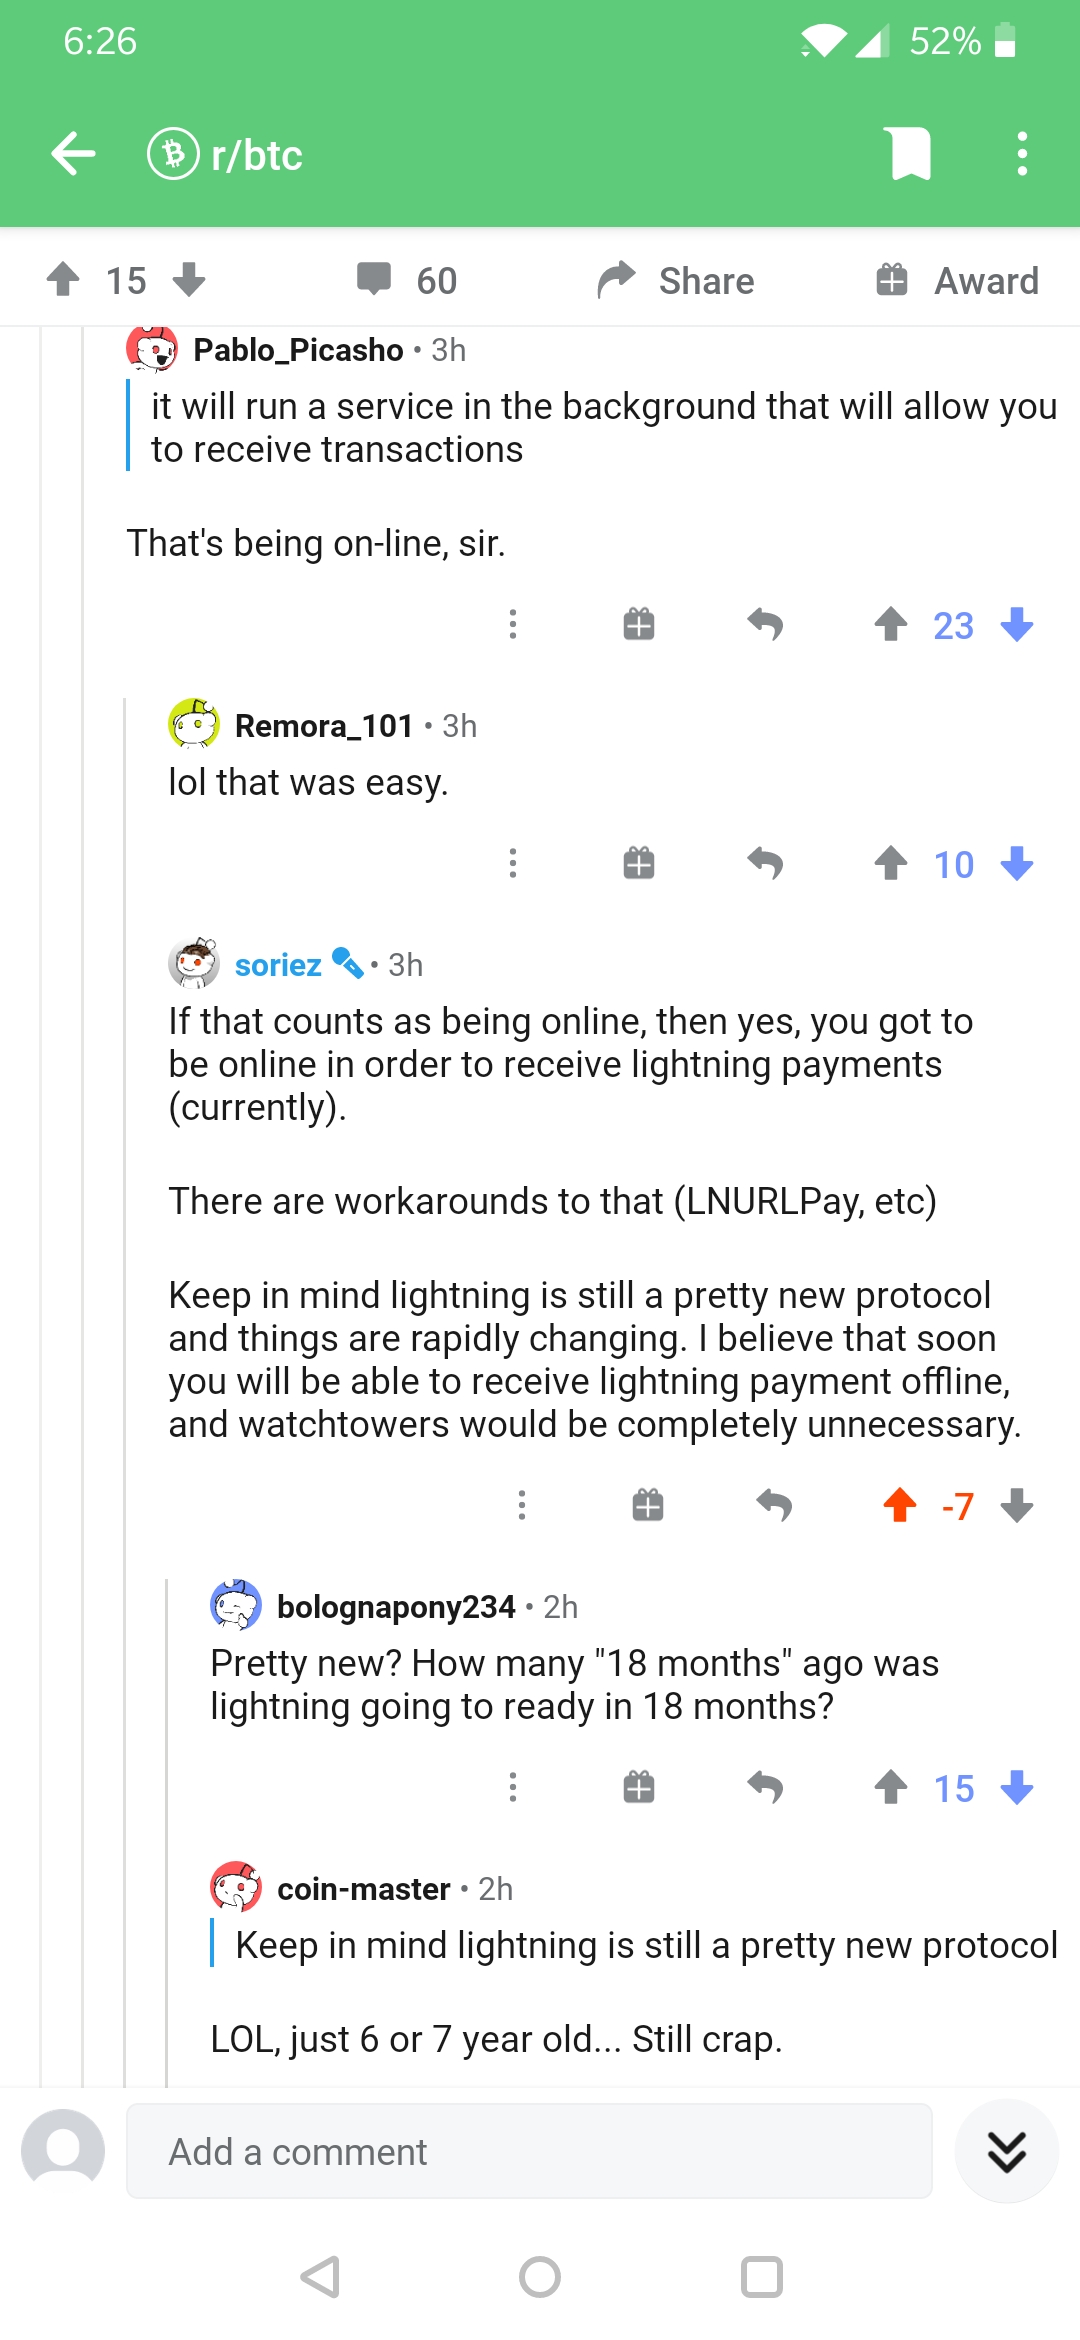 6:26
52%
r/btc
15
60
Share
Award
Pablo_Picasho • 3h
it will run a service in the background that will allow you
to receive transactions
That's being on-line, sir.
23
Remora_101 • 3h
lol that was easy.
10
soriez • 3h
If that counts as being online, then yes, you got to
be online in order to receive lightning payments
(currently).
There are workarounds to that (LNURLPay, etc)
Keep in mind lightning is still a pretty new protocol
and things are rapidly changing. I believe that soon
you will be able to receive lightning payment offline,
and watchtowers would be completely unnecessary.
-7
bolognapony234 • 2h
Pretty new? How many "18 months" ago was
lightning going to ready in 18 months?
15
coin-master • 2h
Keep in mind lightning is still a pretty new protocol
LOL, just 6 or 7 year old... Still crap.
Add a comment